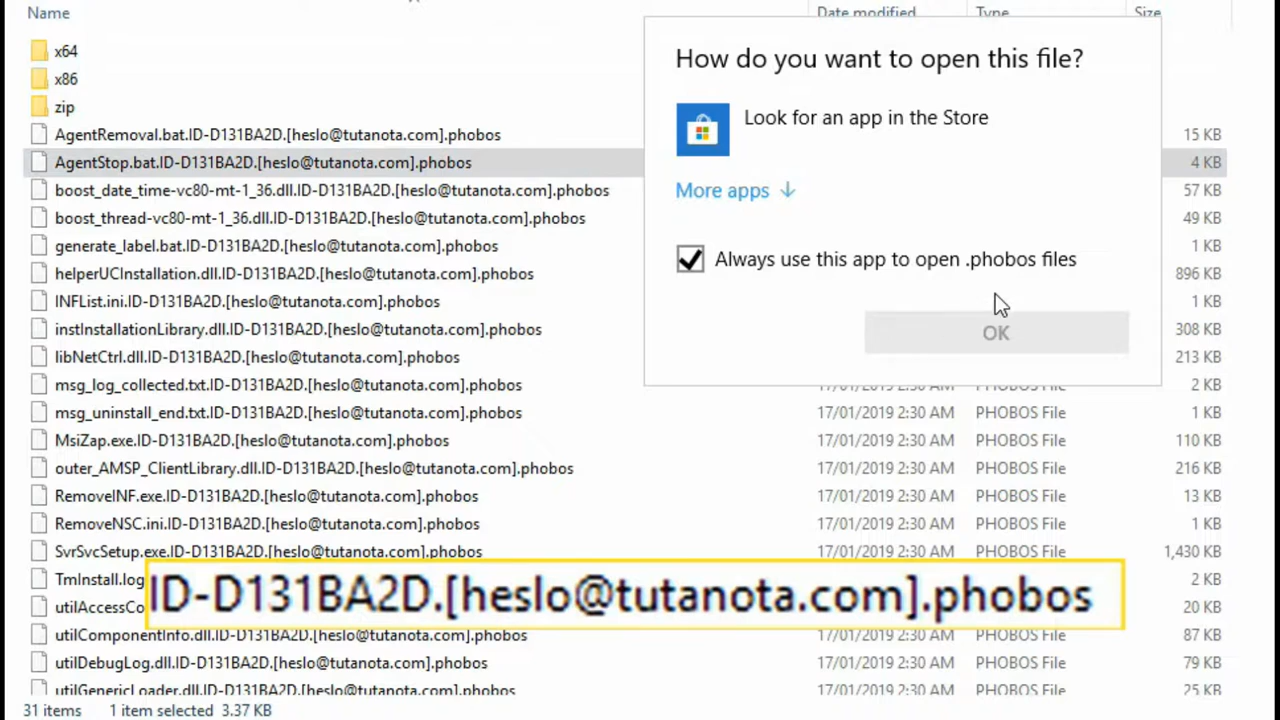 Name Date modified Type Size
x64
x86
zip
How do you want to open this file?
Look for an app in the Store
More apps
Always use this app to open .phobos files
OK
AgentRemoval.bat.ID-D131BA2D.[heslo@tutanota.com].phobos 15 KB
AgentStop.bat.ID-D131BA2D.[heslo@tutanota.com].phobos 4 KB
boost_date_time-vc80-mt-1_36.dll.ID-D131BA2D.[heslo@tutanota.com].phobos 57 KB
boost_thread-vc80-mt-1_36.dll.ID-D131BA2D.[heslo@tutanota.com].phobos 49 KB
generate_label.bat.ID-D131BA2D.[heslo@tutanota.com].phobos 1 KB
helperUCInstallation.dll.ID-D131BA2D.[heslo@tutanota.com].phobos 896 KB
INFList.ini.ID-D131BA2D.[heslo@tutanota.com].phobos 1 KB
instInstallationLibrary.dll.ID-D131BA2D.[heslo@tutanota.com].phobos 308 KB
libNetCtrl.dll.ID-D131BA2D.[heslo@tutanota.com].phobos 213 KB
msg_log_collected.txt.ID-D131BA2D.[heslo@tutanota.com].phobos 17/01/2019 2:30 AM PHOBOS File 2 KB
msg_uninstall_end.txt.ID-D131BA2D.[heslo@tutanota.com].phobos 17/01/2019 2:30 AM PHOBOS File 1 KB
MsiZap.exe.ID-D131BA2D.[heslo@tutanota.com].phobos 17/01/2019 2:30 AM PHOBOS File 110 KB
outer_AMSP_ClientLibrary.dll.ID-D131BA2D.[heslo@tutanota.com].phobos 17/01/2019 2:30 AM PHOBOS File 216 KB
RemoveINF.exe.ID-D131BA2D.[heslo@tutanota.com].phobos 17/01/2019 2:30 AM PHOBOS File 13 KB
RemoveNSC.ini.ID-D131BA2D.[heslo@tutanota.com].phobos 17/01/2019 2:30 AM PHOBOS File 1 KB
SvrSvcSetup.exe.ID-D131BA2D.[heslo@tutanota.com].phobos 17/01/2019 2:30 AM PHOBOS File 1,430 KB
TmInstall.log 2 KB
ID-D131BA2D.[heslo@tutanota.com].phobos
utilAccessCo 20 KB
utilComponentInfo.dll.ID-D131BA2D.[heslo@tutanota.com].phobos 17/01/2019 2:30 AM PHOBOS File 87 KB
utilDebugLog.dll.ID-D131BA2D.[heslo@tutanota.com].phobos 17/01/2019 2:30 AM PHOBOS File 79 KB
utilGenericLoader.dll.ID-D131BA2D.[heslo@tutanota.com].phobos 17/01/2019 2:30 AM PHOBOS File 25 KB
31 items 1 item selected 3.37 KB